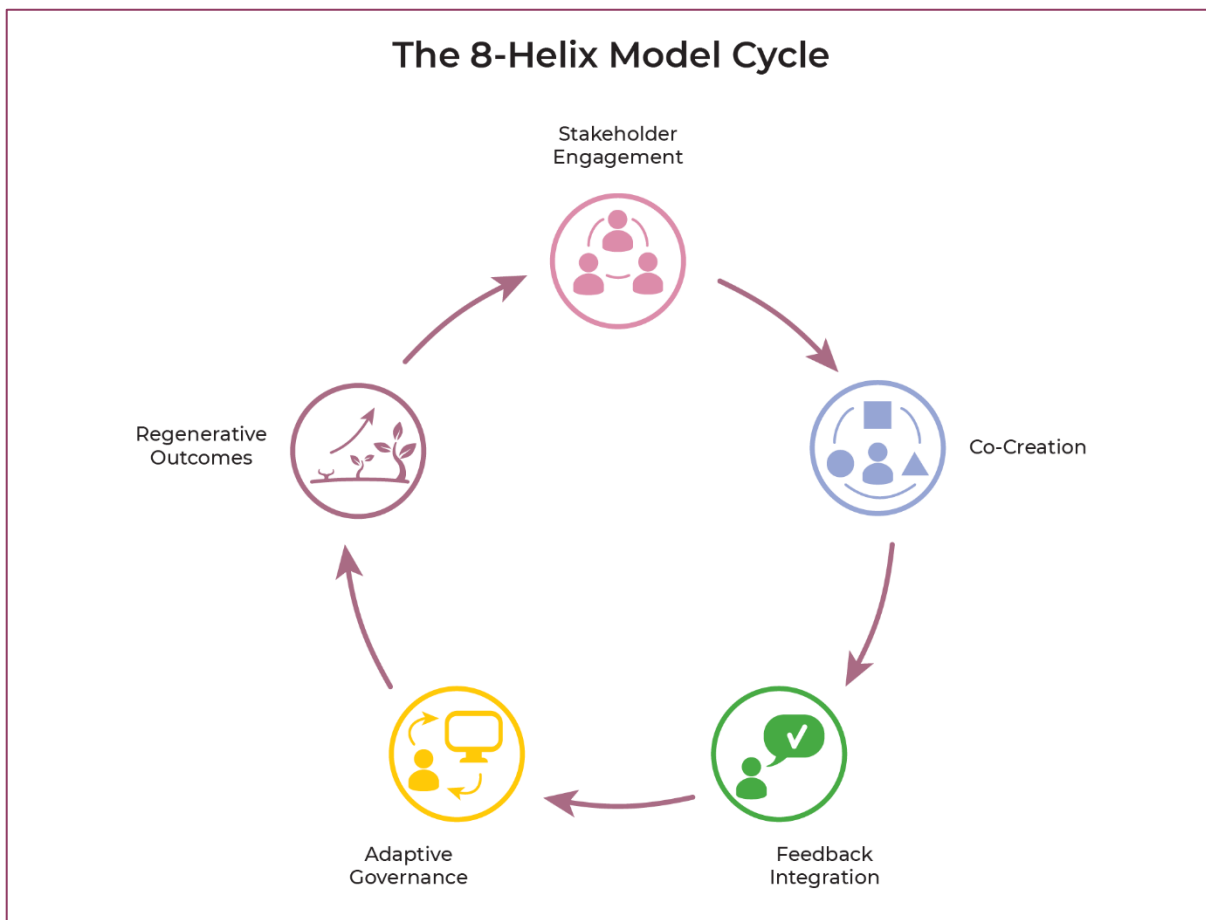 The 8-Helix Model Cycle
Stakeholder
Engagement
Co-Creation
Feedback
Integration
Adaptive
Governance
Regenerative
Outcomes